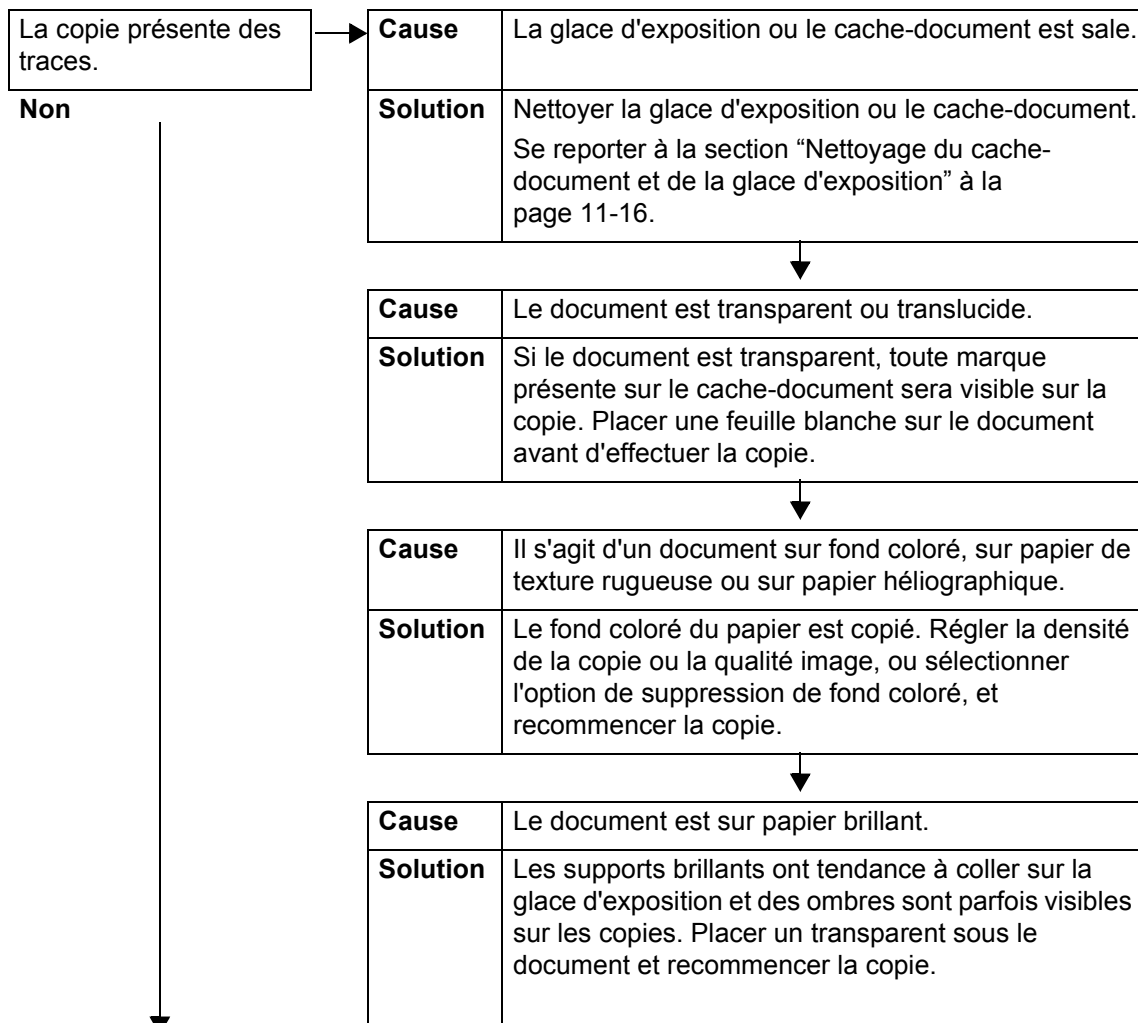 La copie présente des
traces.
Cause
La glace d'exposition ou le cache-document est sale.
Non
Solution
Nettoyer la glace d'exposition ou le cache-document.
Se reporter à la section “Nettoyage du cache-
document et de la glace d'exposition” à la
page 11-16.
Cause
Le document est transparent ou translucide.
Solution
Si le document est transparent, toute marque
présente sur le cache-document sera visible sur la
copie. Placer une feuille blanche sur le document
avant d'effectuer la copie.
Cause
Il s'agit d'un document sur fond coloré, sur papier de
texture rugueuse ou sur papier héliographique.
Solution
Le fond coloré du papier est copié. Régler la densité
de la copie ou la qualité image, ou sélectionner
l'option de suppression de fond coloré, et
recommencer la copie.
Cause
Le document est sur papier brillant.
Solution
Les supports brillants ont tendance à coller sur la
glace d'exposition et des ombres sont parfois visibles
sur les copies. Placer un transparent sous le
document et recommencer la copie.